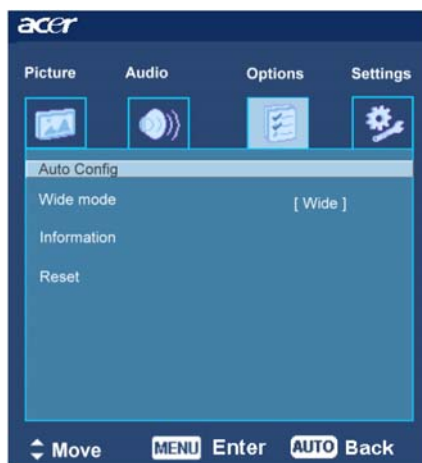 acer
Picture Audio Options Settings
Auto Config
Wide mode [ Wide ]
Information
Reset
Move MENU Enter AUTO Back